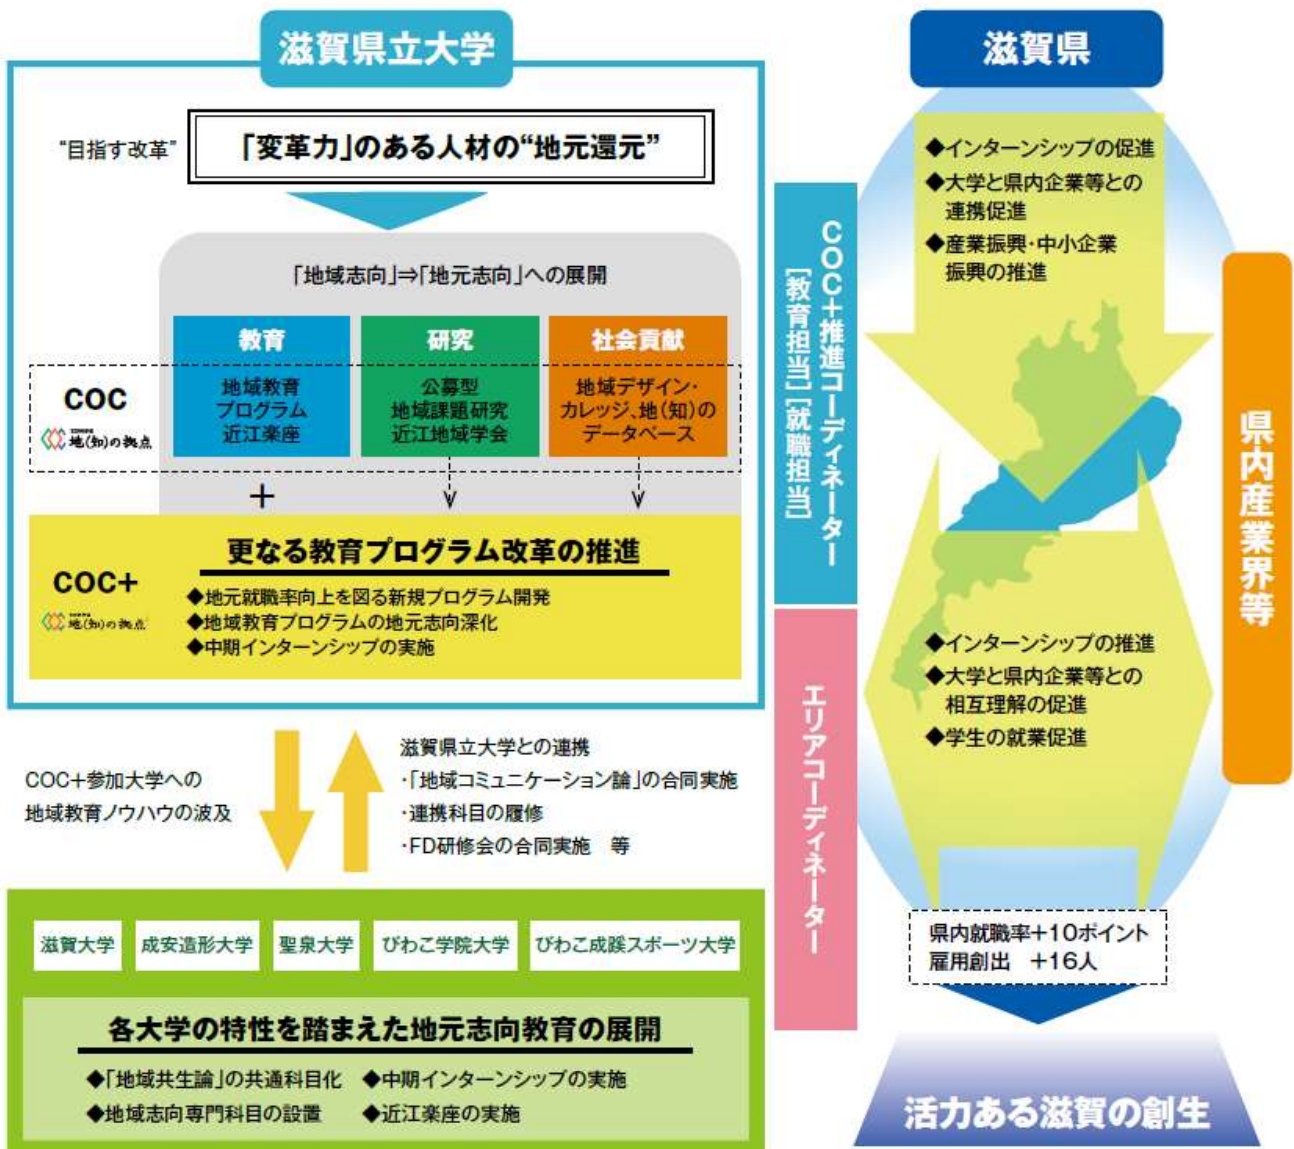 滋賀県立大学
“目指す改革”
「変革力」のある人材の“地元還元”
「地域志向」⇒「地元志向」への展開
教育
地域教育
プログラム
近江楽座
研究
公募型
地域課題研究
近江地域学会
社会貢献
地域デザイン・
カレッジ、地(知)の
データベース
COC
地(知)の拠点
+
COC+
地(知)の拠点
更なる教育プログラム改革の推進
◆地元就職率向上を図る新規プログラム開発
◆地域教育プログラムの地元志向深化
◆中期インターンシップの実施
COC+参加大学への
地域教育ノウハウの波及
滋賀県立大学との連携
・「地域コミュニケーション論」の合同実施
・連携科目の履修
・FD研修会の合同実施　等
滋賀大学
成安造形大学
聖泉大学
びわこ学院大学
びわこ成蹊スポーツ大学
各大学の特性を踏まえた地元志向教育の展開
◆「地域共生論」の共通科目化
◆中期インターンシップの実施
◆地域志向専門科目の設置
◆近江楽座の実施
COC+推進コーディネーター
[教育担当][就職担当]
エリアコーディネーター
滋賀県
◆インターンシップの促進
◆大学と県内企業等との
連携促進
◆産業振興・中小企業
振興の推進
県内産業界等
◆インターンシップの推進
◆大学と県内企業等との
相互理解の促進
◆学生の就業促進
県内就職率+10ポイント
雇用創出　+16人
活力ある滋賀の創生